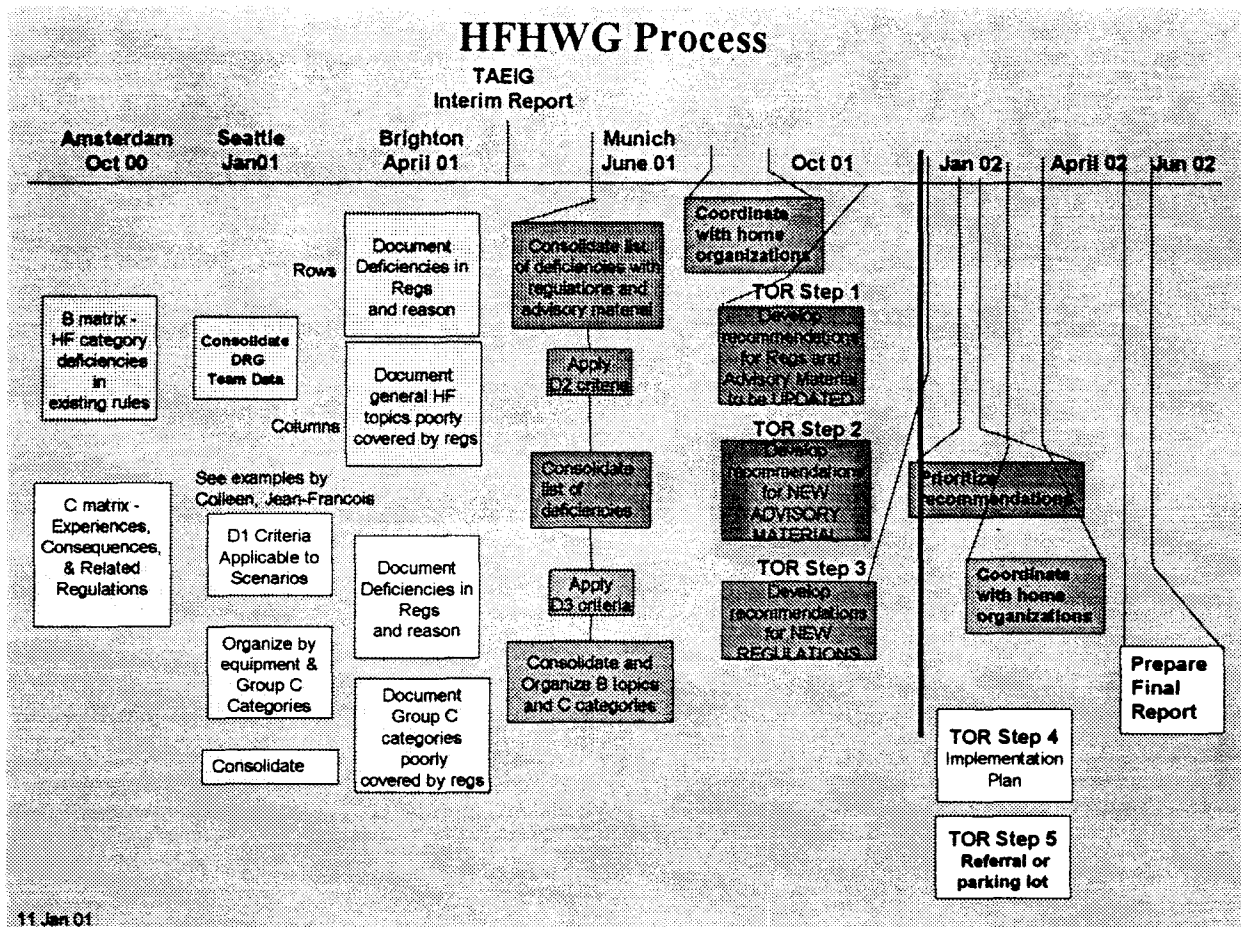 HFHWG Process
TAEIG
Interim Report
Amsterdam
Oct 00
Seattle
Jan01
Brighton
April 01
Munich
June 01
Oct 01
Jan 02
April 02
Jun 02
B matrix -
HF category
deficiencies
in
existing rules
C matrix -
Experiences,
Consequences,
& Related
Regulations
Consolidate
DRG
Team Data
See examples by
Colleen, Jean-Francois
D1 Criteria
Applicable to
Scenarios
Organize by
equipment &
Group C
Categories
Consolidate
Rows
Document
Deficiencies in
Regs
and reason
Columns
Document
general HF
topics poorly
covered by regs
Document
Deficiencies in
Regs
and reason
Document
Group C
categories
poorly
covered by regs
Consolidate list
of deficiencies with
regulations and
advisory material
Apply
D2 criteria
Consolidate
list of
deficiencies
Apply
D3 criteria
Consolidate and
Organize B topics
and C categories
Coordinate
with home
organizations
TOR Step 1
Develop
recommendations
for Regs and
Advisory Material
to be UPDATED
TOR Step 2
Develop
recommendations
for NEW
ADVISORY
MATERIAL
TOR Step 3
Develop
recommendations
for NEW
REGULATIONS
Prioritize
recommendations
Coordinate
with home
organizations
Prepare
Final
Report
TOR Step 4
Implementation
Plan
TOR Step 5
Referral or
parking lot
11 Jan 01